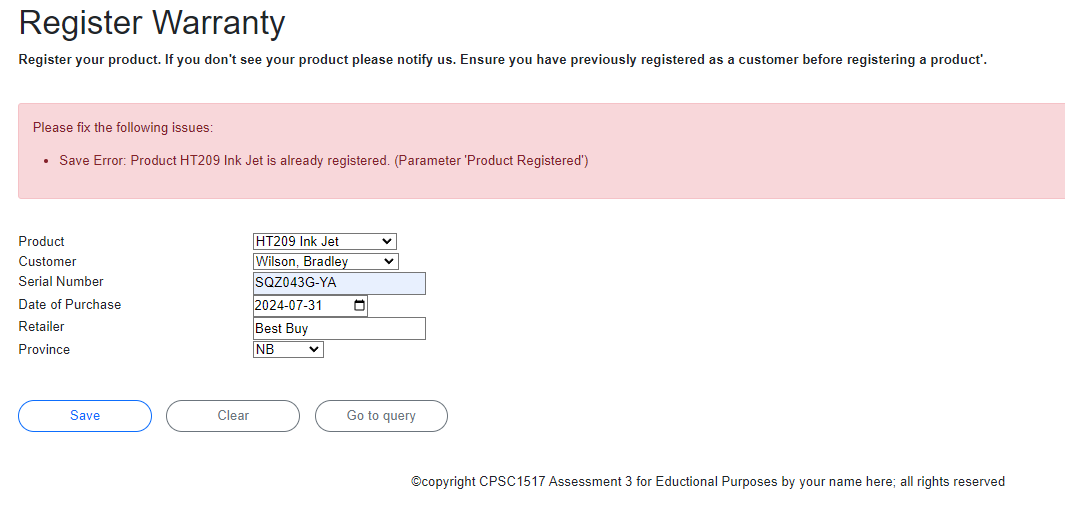 Register Warranty
Register your product. If you don't see your product please notify us. Ensure you have previously registered as a customer before registering a product'.
Please fix the following issues:
• Save Error: Product HT209 Ink Jet is already registered. (Parameter 'Product Registered')
Product HT209 Ink Jet
Customer Wilson, Bradley
Serial Number SQZ043G-YA
Date of Purchase 2024-07-31
Retailer Best Buy
Province NB
Save Clear Go to query
©copyright CPSC1517 Assessment 3 for Eductional Purposes by your name here; all rights reserved